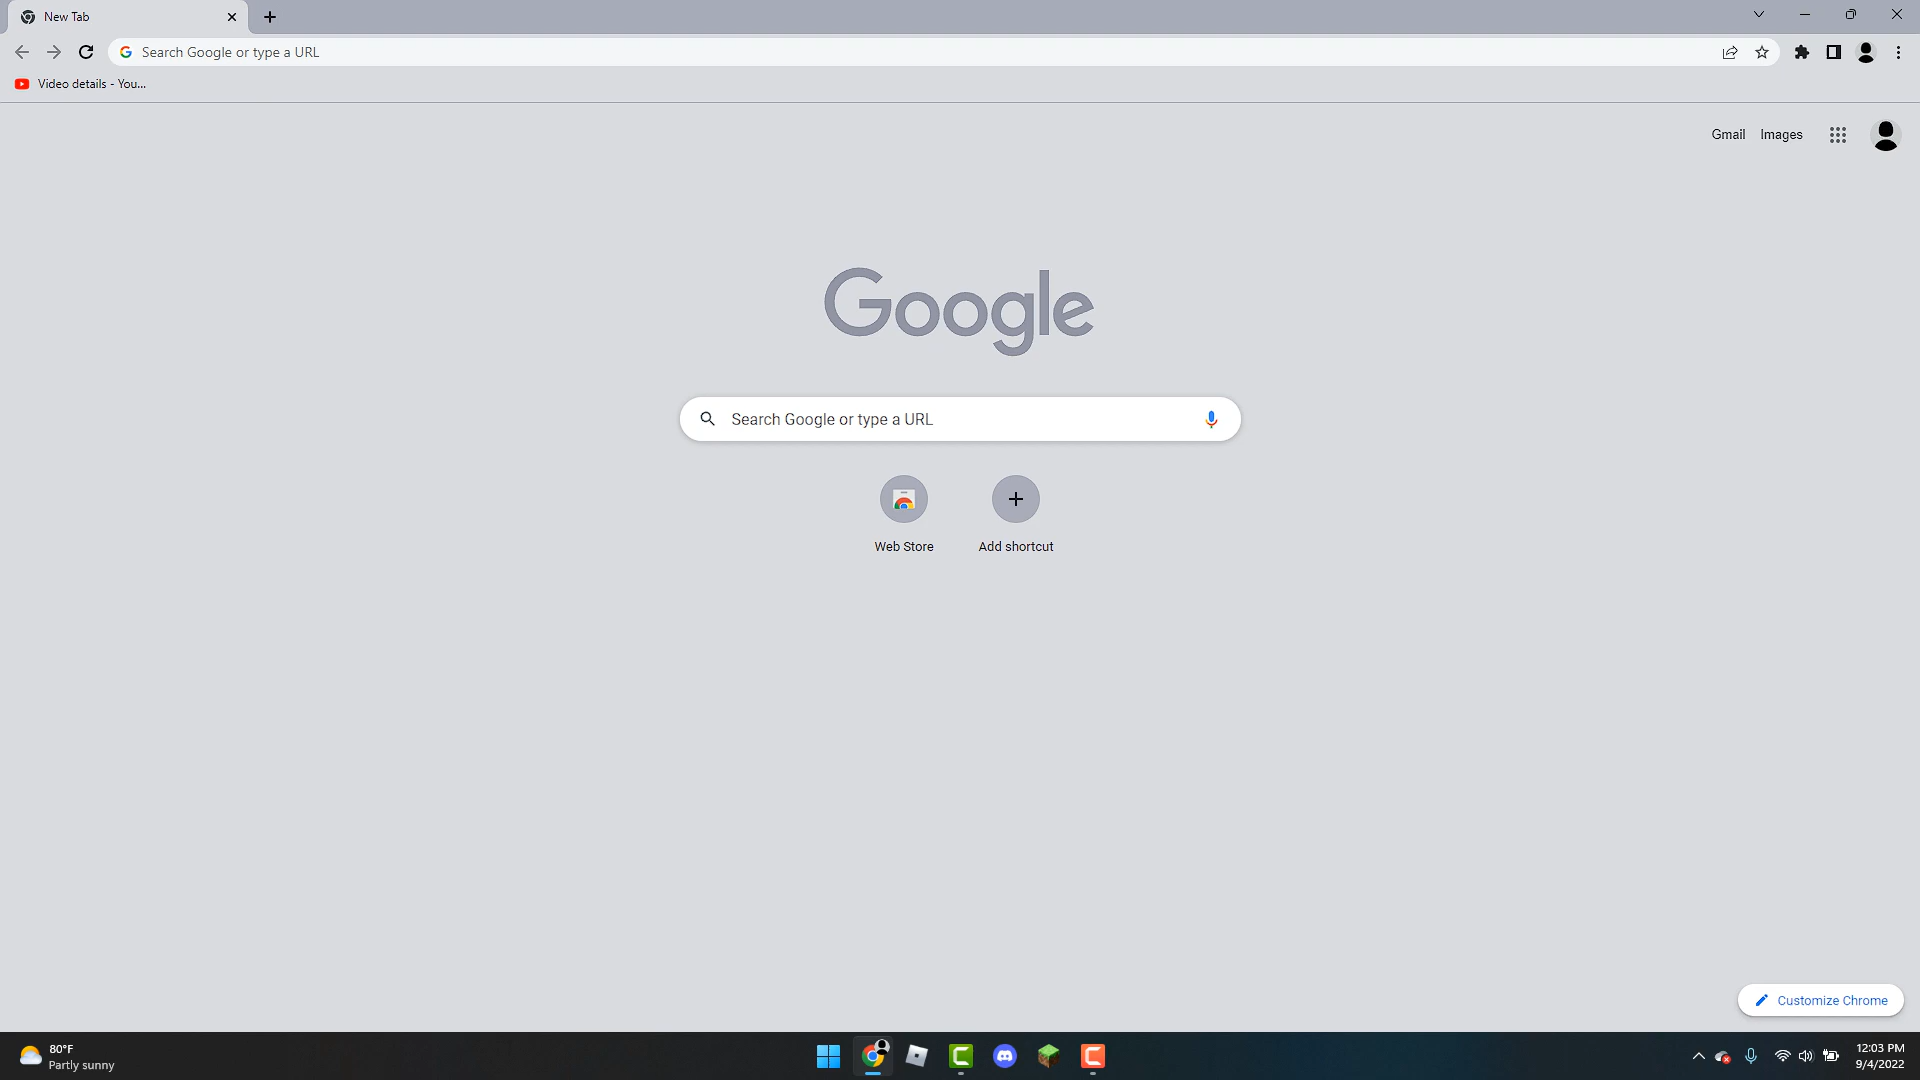 New Tab
Search Google or type a URL
Video details - You...
Gmail Images
Google
Search Google or type a URL
Web Store Add shortcut
Customize Chrome
80°F
Partly sunny
12:03 PM
9/4/2022